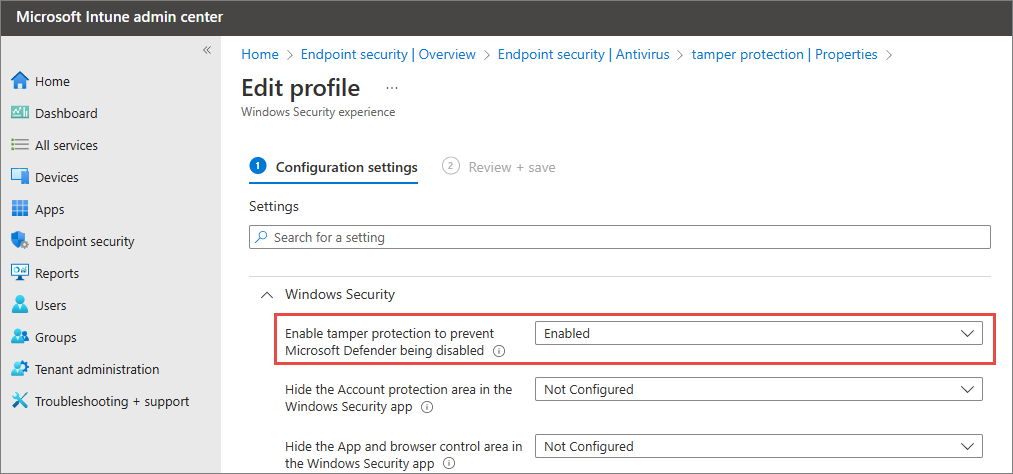 Microsoft Intune admin center
«
Home
Dashboard
All services
Devices
Apps
Endpoint security
Reports
Users
Groups
Tenant administration
Troubleshooting + support
Home > Endpoint security | Overview > Endpoint security | Antivirus > tamper protection | Properties >
Edit profile ...
Windows Security experience
1 Configuration settings 2 Review + save
Settings
Search for a setting
Windows Security
Enable tamper protection to prevent
Microsoft Defender being disabled
Enabled
Hide the Account protection area in the
Windows Security app
Not Configured
Hide the App and browser control area in
the Windows Security app
Not Configured